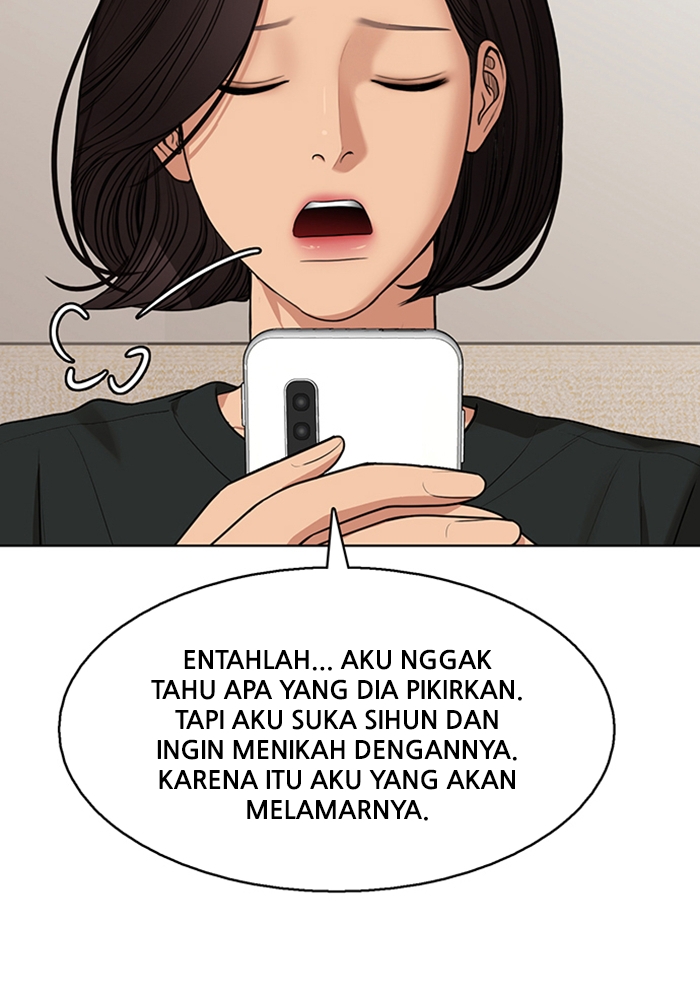 ENTAHLAH... AKU NGGAK
TAHU APA YANG DIA PIKIRKAN.
TAPI AKU SUKA SIHUN DAN
INGIN MENIKAH DENGANNYA.
KARENA ITU AKU YANG AKAN
MELAMARNYA.